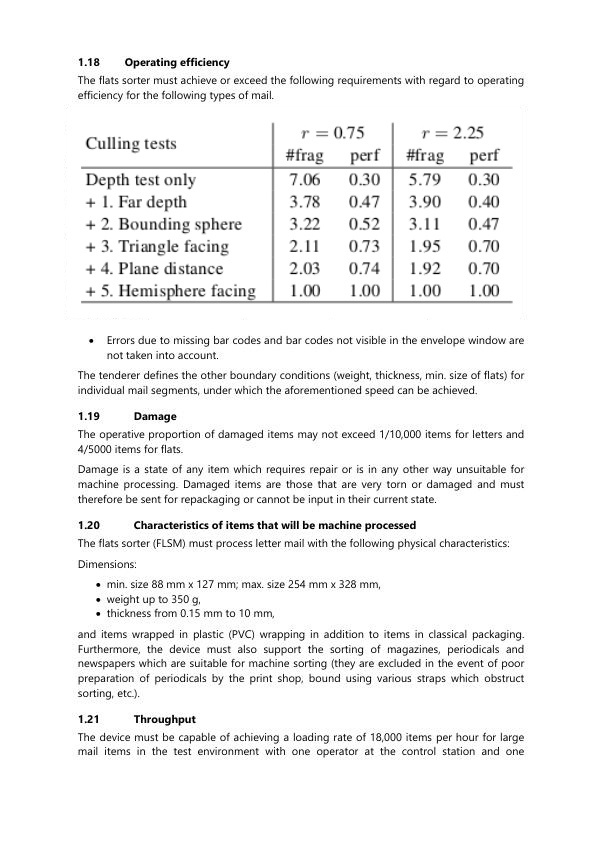 1.18 Operating efficiency
The flats sorter must achieve or exceed the following requirements with regard to operating
efficiency for the following types of mail.
Culling tests r = 0.75 r = 2.25
#frag perf #frag perf
Depth test only 7.06 0.30 5.79 0.30
+ 1. Far depth 3.78 0.47 3.90 0.40
+ 2. Bounding sphere 3.22 0.52 3.11 0.47
+ 3. Triangle facing 2.11 0.73 1.95 0.70
+ 4. Plane distance 2.03 0.74 1.92 0.70
+ 5. Hemisphere facing 1.00 1.00 1.00 1.00
• Errors due to missing bar codes and bar codes not visible in the envelope window are
not taken into account.
The tenderer defines the other boundary conditions (weight, thickness, min. size of flats) for
individual mail segments, under which the aforementioned speed can be achieved.
1.19 Damage
The operative proportion of damaged items may not exceed 1/10,000 items for letters and
4/5000 items for flats.
Damage is a state of any item which requires repair or is in any other way unsuitable for
machine processing. Damaged items are those that are very torn or damaged and must
therefore be sent for repackaging or cannot be input in their current state.
1.20 Characteristics of items that will be machine processed
The flats sorter (FLSM) must process letter mail with the following physical characteristics:
Dimensions:
• min. size 88 mm x 127 mm; max. size 254 mm x 328 mm,
• weight up to 350 g,
• thickness from 0.15 mm to 10 mm,
and items wrapped in plastic (PVC) wrapping in addition to items in classical packaging.
Furthermore, the device must also support the sorting of magazines, periodicals and
newspapers which are suitable for machine sorting (they are excluded in the event of poor
preparation of periodicals by the print shop, bound using various straps which obstruct
sorting, etc.).
1.21 Throughput
The device must be capable of achieving a loading rate of 18,000 items per hour for large
mail items in the test environment with one operator at the control station and one